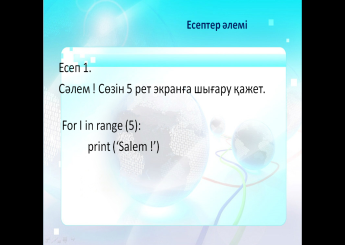 Есептер әлемі
Есеп 1.
Сәлем ! Сөзін 5 рет экранға шығару қажет.
For I in range (5):
print (‘Salem !’)